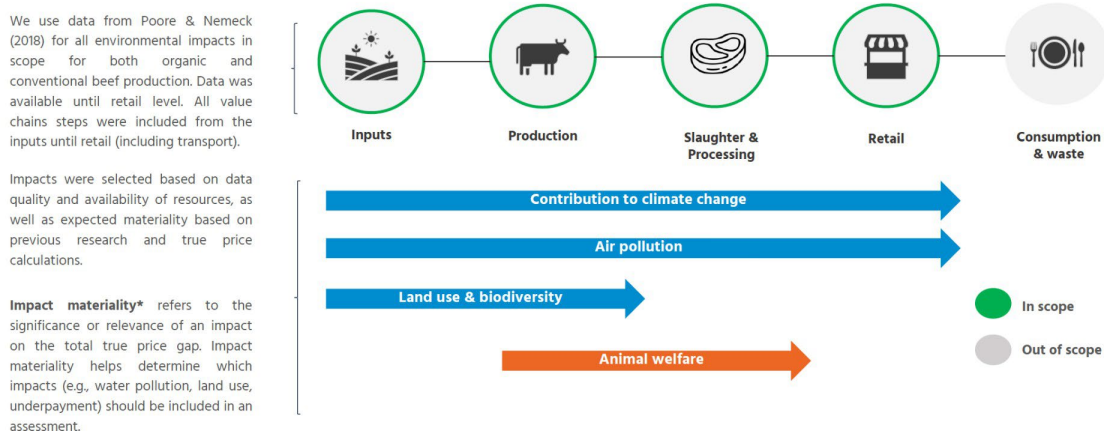 We use data from Poore & Nemeck
(2018) for all environmental impacts in
scope for both organic and
conventional beef production. Data was
available until retail level. All value
chains steps were included from the
inputs until retail (including transport).
Impacts were selected based on data
quality and availability of resources, as
well as expected materiality based on
previous research and true price
calculations.
Impact materiality* refers to the
significance or relevance of an impact
on the total true price gap. Impact
materiality helps determine which
impacts (e.g., water pollution, land use,
underpayment) should be included in an
assessment.
Inputs
Production
Slaughter &
Processing
Retail
Consumption
& waste
Contribution to climate change
Air pollution
Land use & biodiversity
Animal welfare
In scope
Out of scope